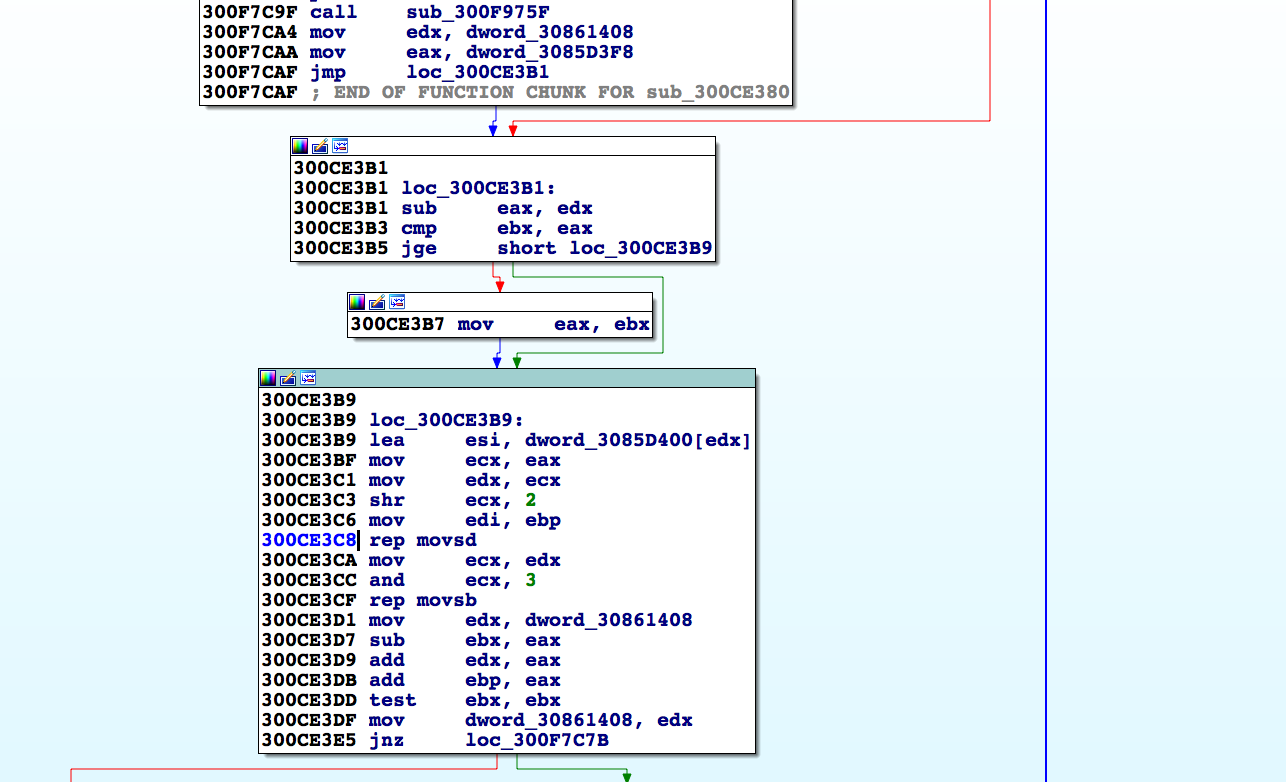 300F7C9F call sub_300F975F
300F7CA4 mov edx, dword_30861408
300F7CAA mov eax, dword_3085D3F8
300F7CAF jmp loc_300CE3B1
300F7CAF ; END OF FUNCTION CHUNK FOR sub_300CE380
300CE3B1
300CE3B1 loc_300CE3B1:
300CE3B1 sub eax, edx
300CE3B3 cmp ebx, eax
300CE3B5 jge short loc_300CE3B9
300CE3B7 mov eax, ebx
300CE3B9
300CE3B9 loc_300CE3B9:
300CE3B9 lea esi, dword_3085D400[edx]
300CE3BF mov ecx, eax
300CE3C1 mov edx, ecx
300CE3C3 shr ecx, 2
300CE3C6 mov edi, ebp
300CE3C8 rep movsd
300CE3CA mov ecx, edx
300CE3CC and ecx, 3
300CE3CF rep movsb
300CE3D1 mov edx, dword_30861408
300CE3D7 sub ebx, eax
300CE3D9 add edx, eax
300CE3DB add ebp, eax
300CE3DD test ebx, ebx
300CE3DF mov dword_30861408, edx
300CE3E5 jnz loc_300F7C7B